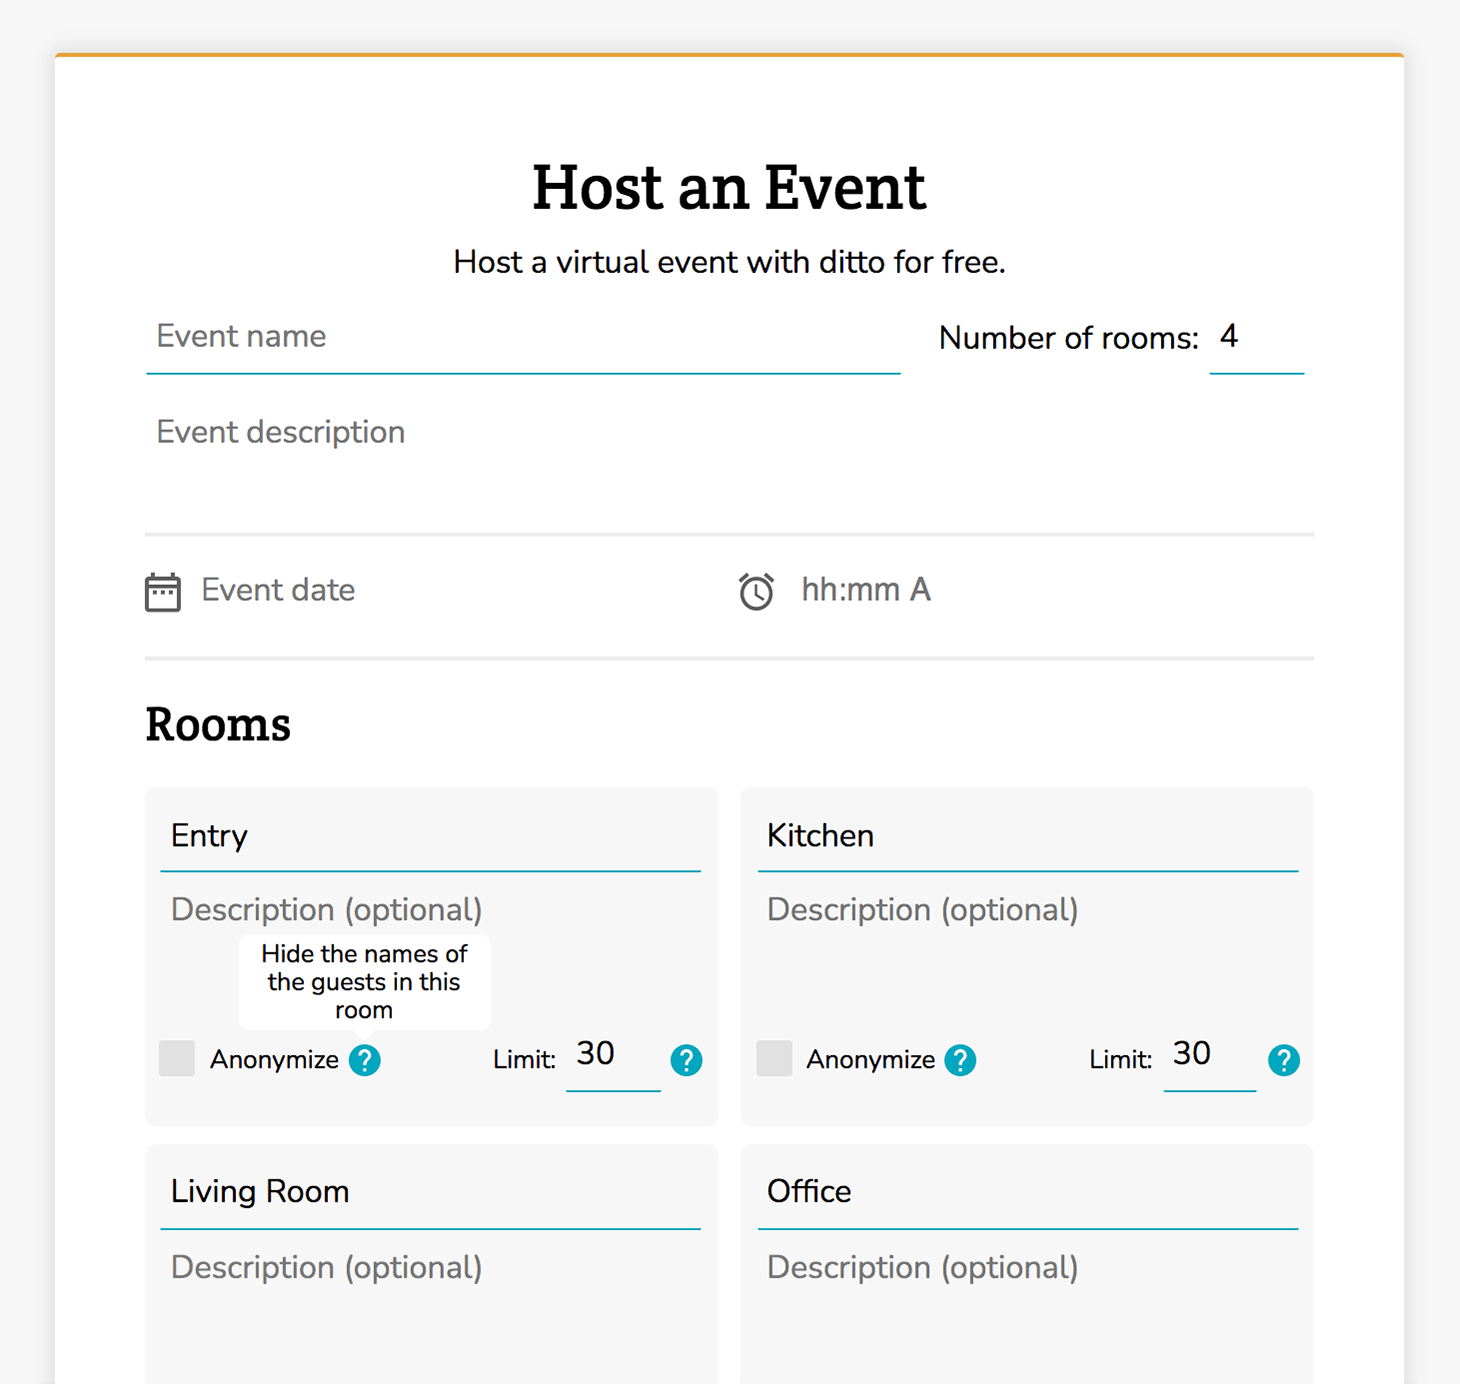 Host an Event
Host a virtual event with ditto for free.
Event name
Number of rooms: 4
Event description
Event date
hh:mm A
Rooms
Entry
Description (optional)
Hide the names of
the guests in this
room
Anonymize ?
Limit: 30 ?
Kitchen
Description (optional)
Anonymize ?
Limit: 30 ?
Living Room
Description (optional)
Office
Description (optional)